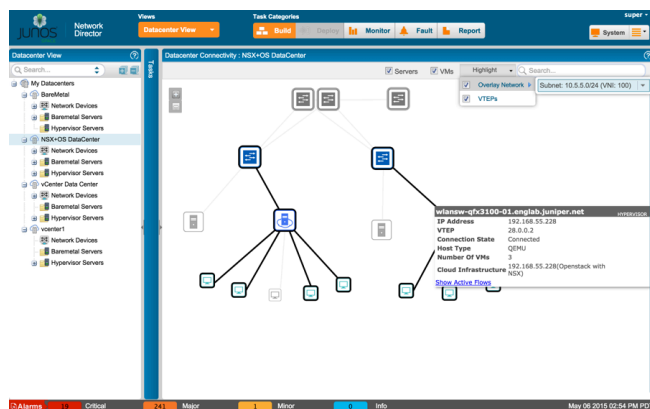 Views
Task Categories
super
JUNOS
Network
Director
Datacenter View
Build
Deploy
Monitor
Fault
Report
System
Datacenter View
Tasks
Datacenter Connectivity : NSX+OS DataCenter
Search...
Servers
VMs
Highlight
Search...
Overlay Network
Subnet: 10.5.5.0/24 (VNI: 100)
VTEPs
My Datacenters
BareMetal
Network Devices
Baremetal Servers
Hypervisor Servers
NSX+OS DataCenter
Network Devices
Baremetal Servers
Hypervisor Servers
vCenter Data Center
Network Devices
Baremetal Servers
Hypervisor Servers
vcenter1
Network Devices
Baremetal Servers
Hypervisor Servers
wlansw-qfx3100-01.englab.juniper.net HYPERVISOR
IP Address 192.168.55.228
VTEP 28.0.0.2
Connection State Connected
Host Type QEMU
Number Of VMs 3
Cloud Infrastructure 192.168.55.228(Openstack with
NSX)
Show Active Flows
Alarms 19 Critical 241 Major 1 Minor 0 Info May 06 2015 02:54 PM PD